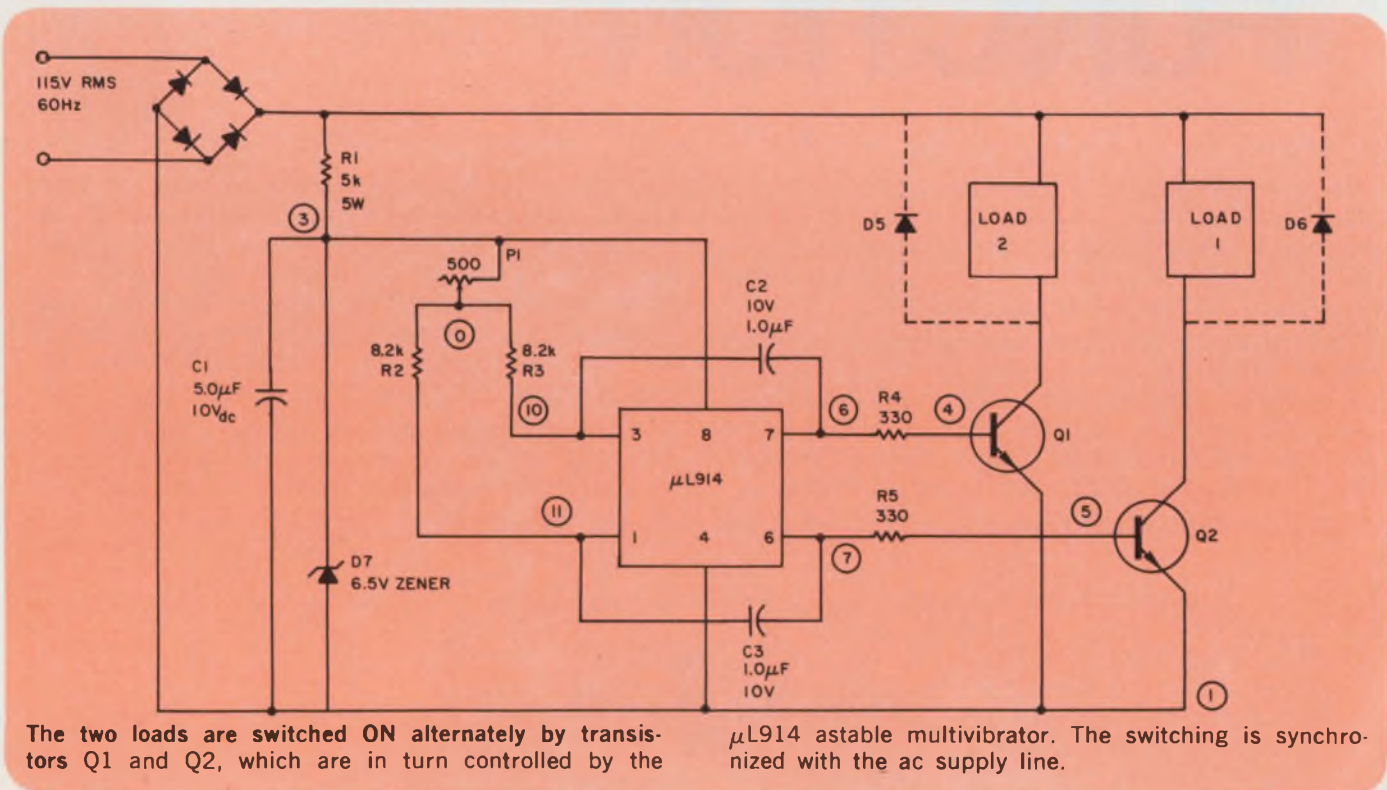 115V RMS
60Hz
R1
5k
5W
3
500
P1
0
8.2k
R2
8.2k
R3
C1
5.0μF
10Vdc
10
11
D7
6.5V ZENER
C2
10V
1.0μF
3 8 7
μL914
1 4 6
C3
1.0μF
10V
6
R4
330
4
Q1
7
R5
330
5
Q2
D5
LOAD
2
LOAD
1
D6
1
The two loads are switched ON alternately by transis-
tors Q1 and Q2, which are in turn controlled by the
μL914 astable multivibrator. The switching is synchro-
nized with the ac supply line.